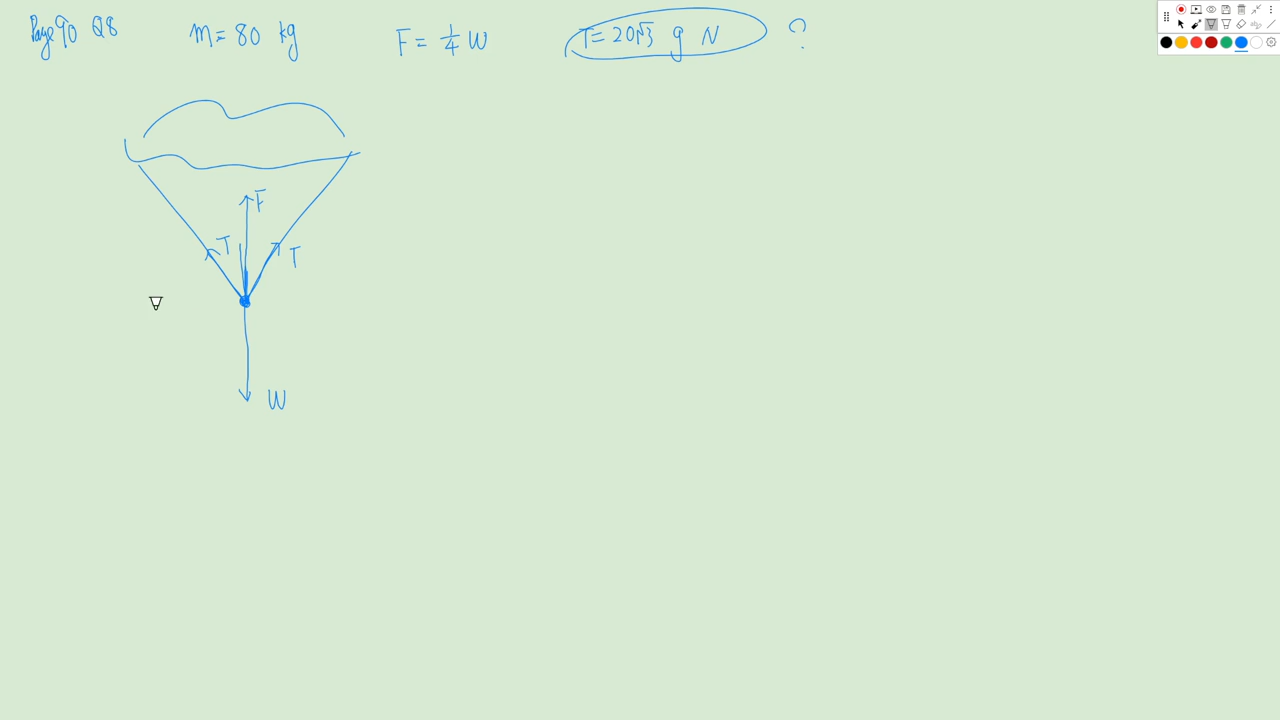 Page 90 Q8 m = 80 kg F = 1/4 W T = 20√3 g N ?
F
T T
W